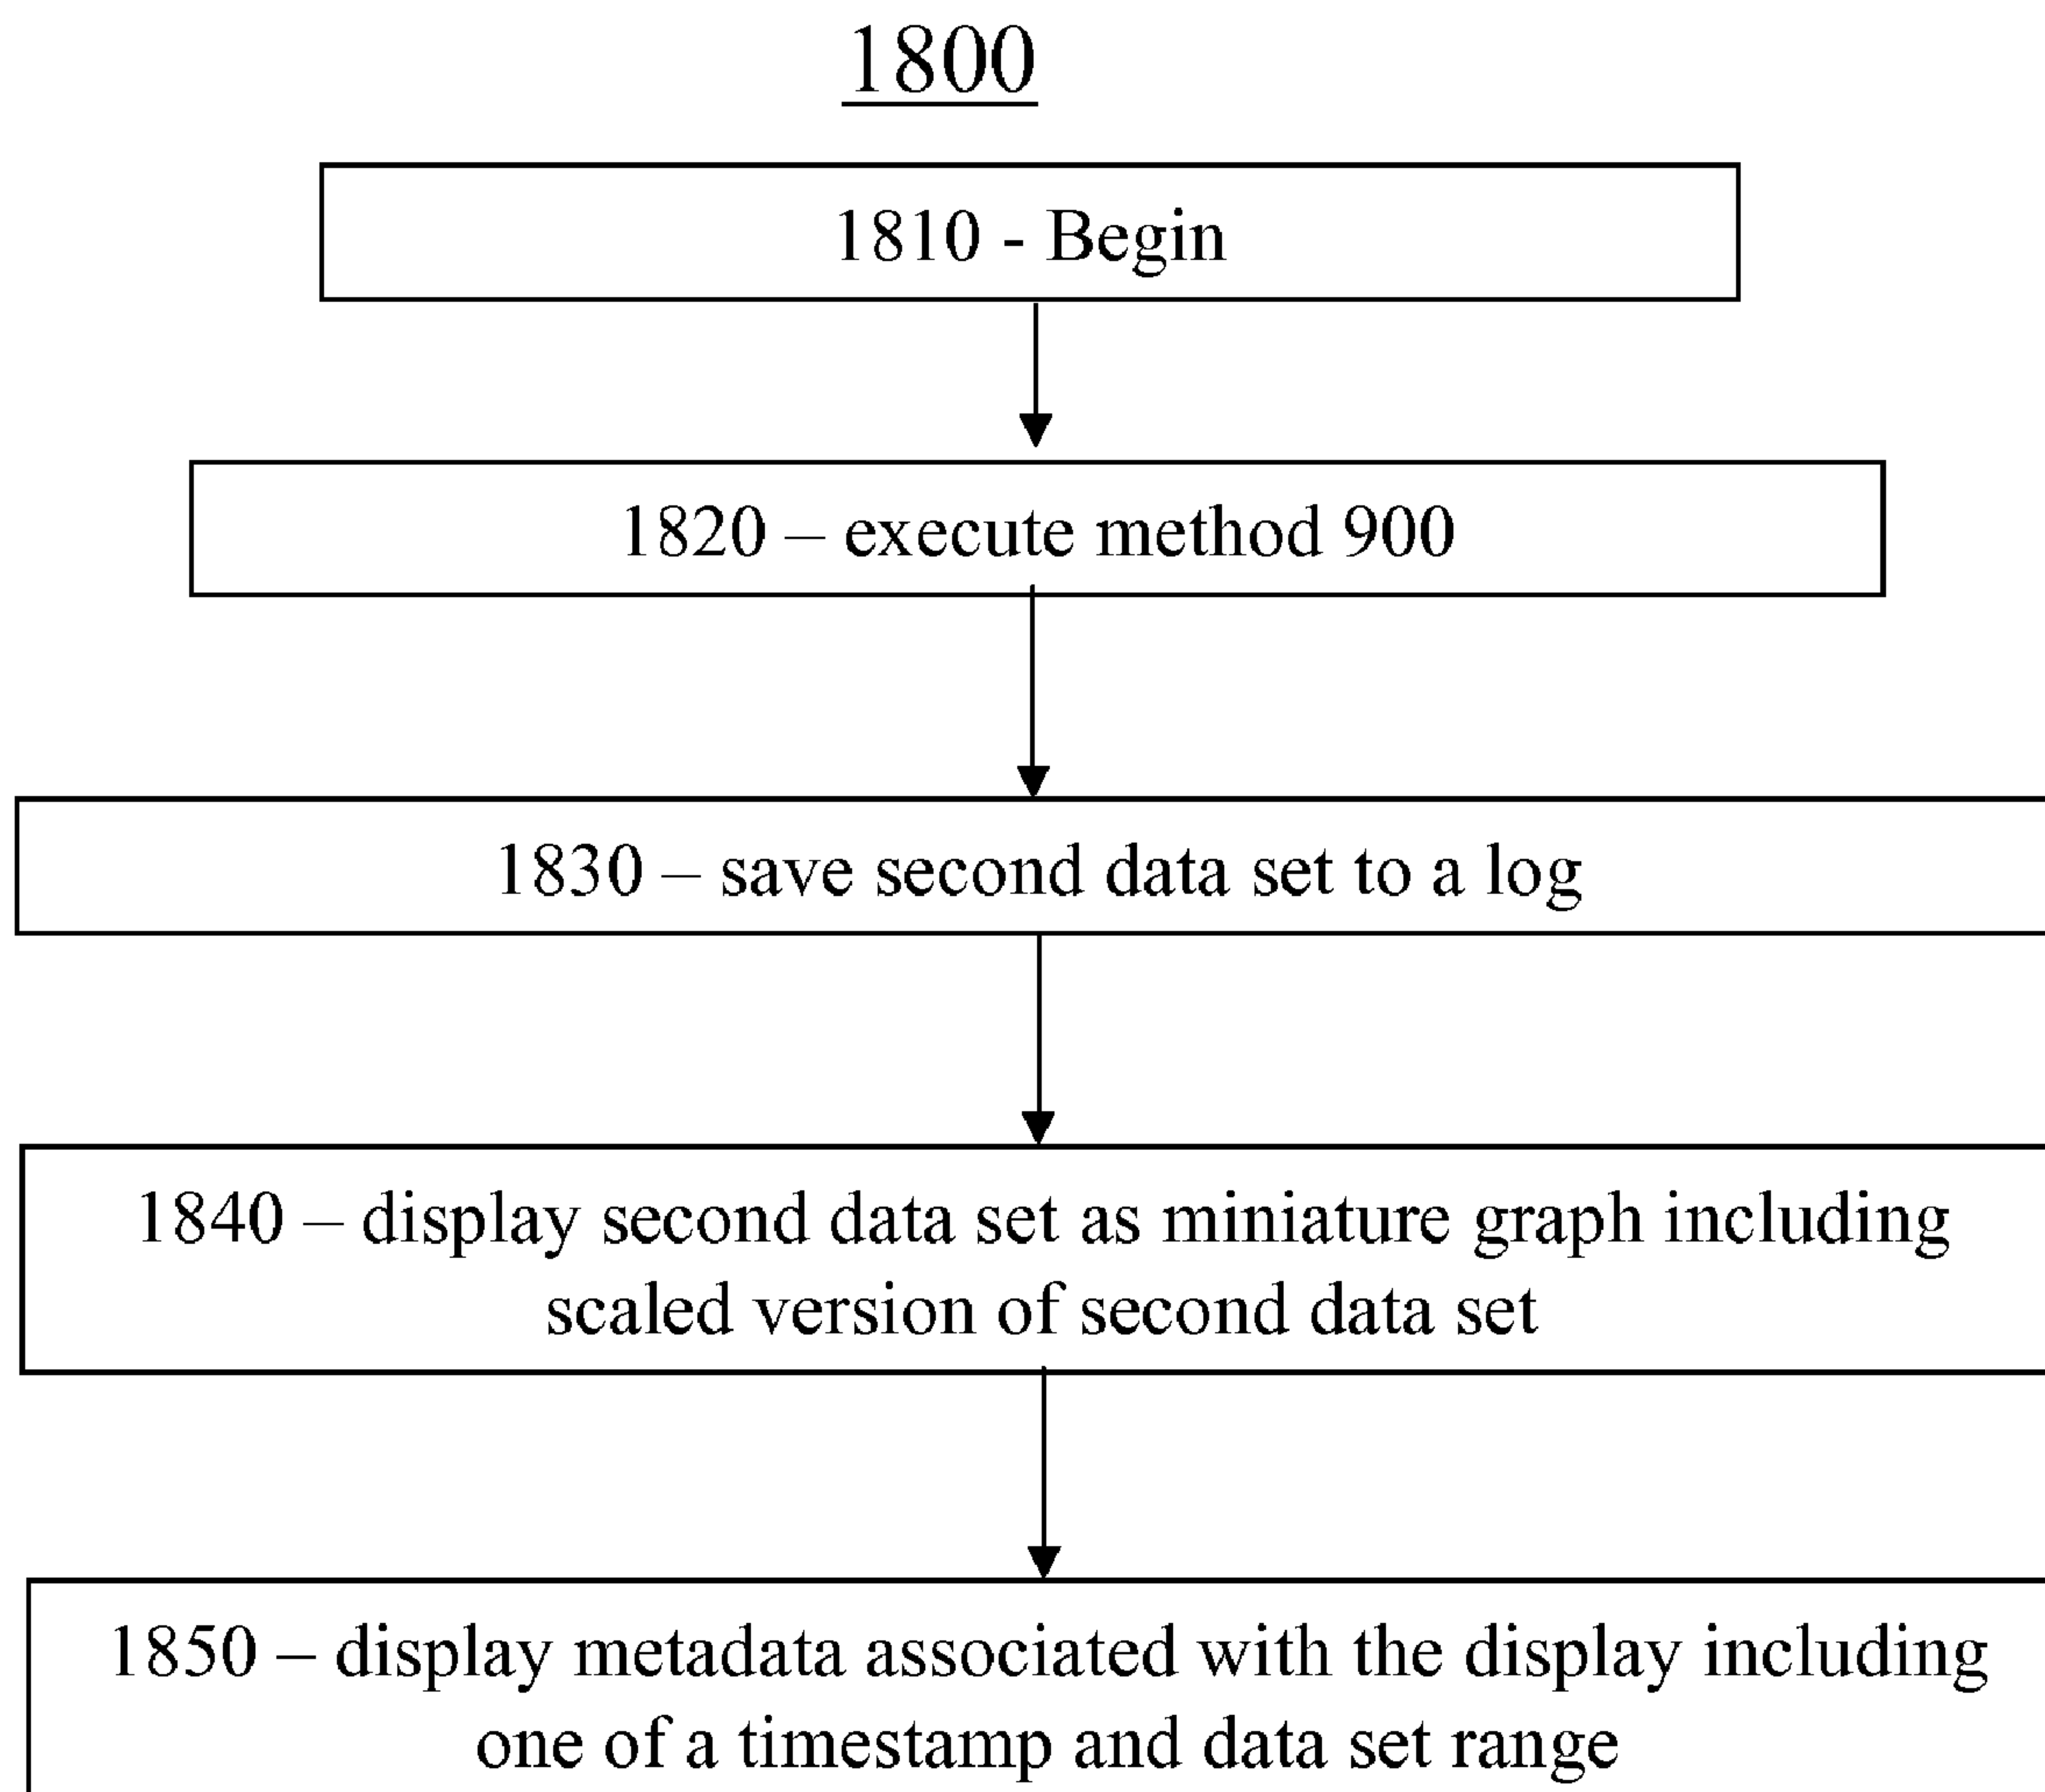 1800
1810 - Begin
1820 – execute method 900
1830 – save second data set to a log
1840 – display second data set as miniature graph including
scaled version of second data set
1850 – display metadata associated with the display including
one of a timestamp and data set range